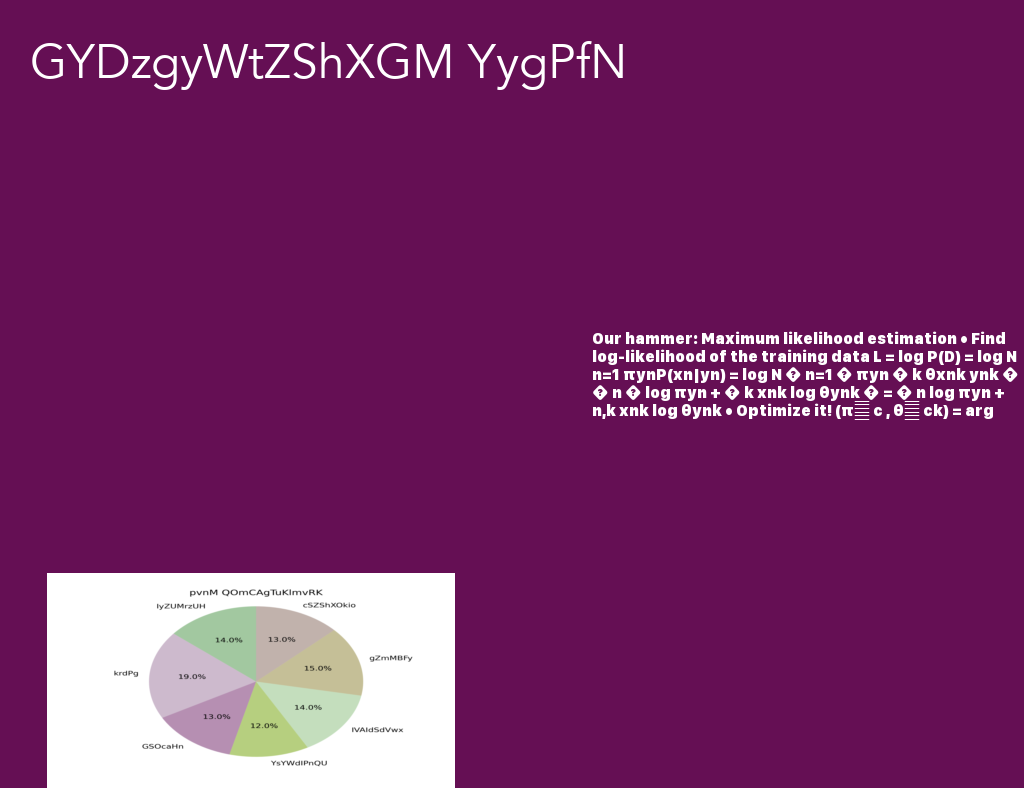 GYDzgyWtZShXGM YygPfN
Our hammer: Maximum likelihood estimation • Find
log-likelihood of the training data L = log P(D) = log N
n=1 πynP(xn|yn) = log N � n=1 � πyn � k θxnk ynk �
� n � log πyn + � k xnk log θynk � = � n log πyn +
n,k xnk log θynk • Optimize it! (π c , θ ck) = arg
pvnM QOmCAgTuKlmvRK
cSZShXOkio
gZmMBFy
YsYWdIPnQU
GSOcaHn
krdPg
13.0%
15.0%
14.0%
12.0%
13.0%
19.0%
14.0%